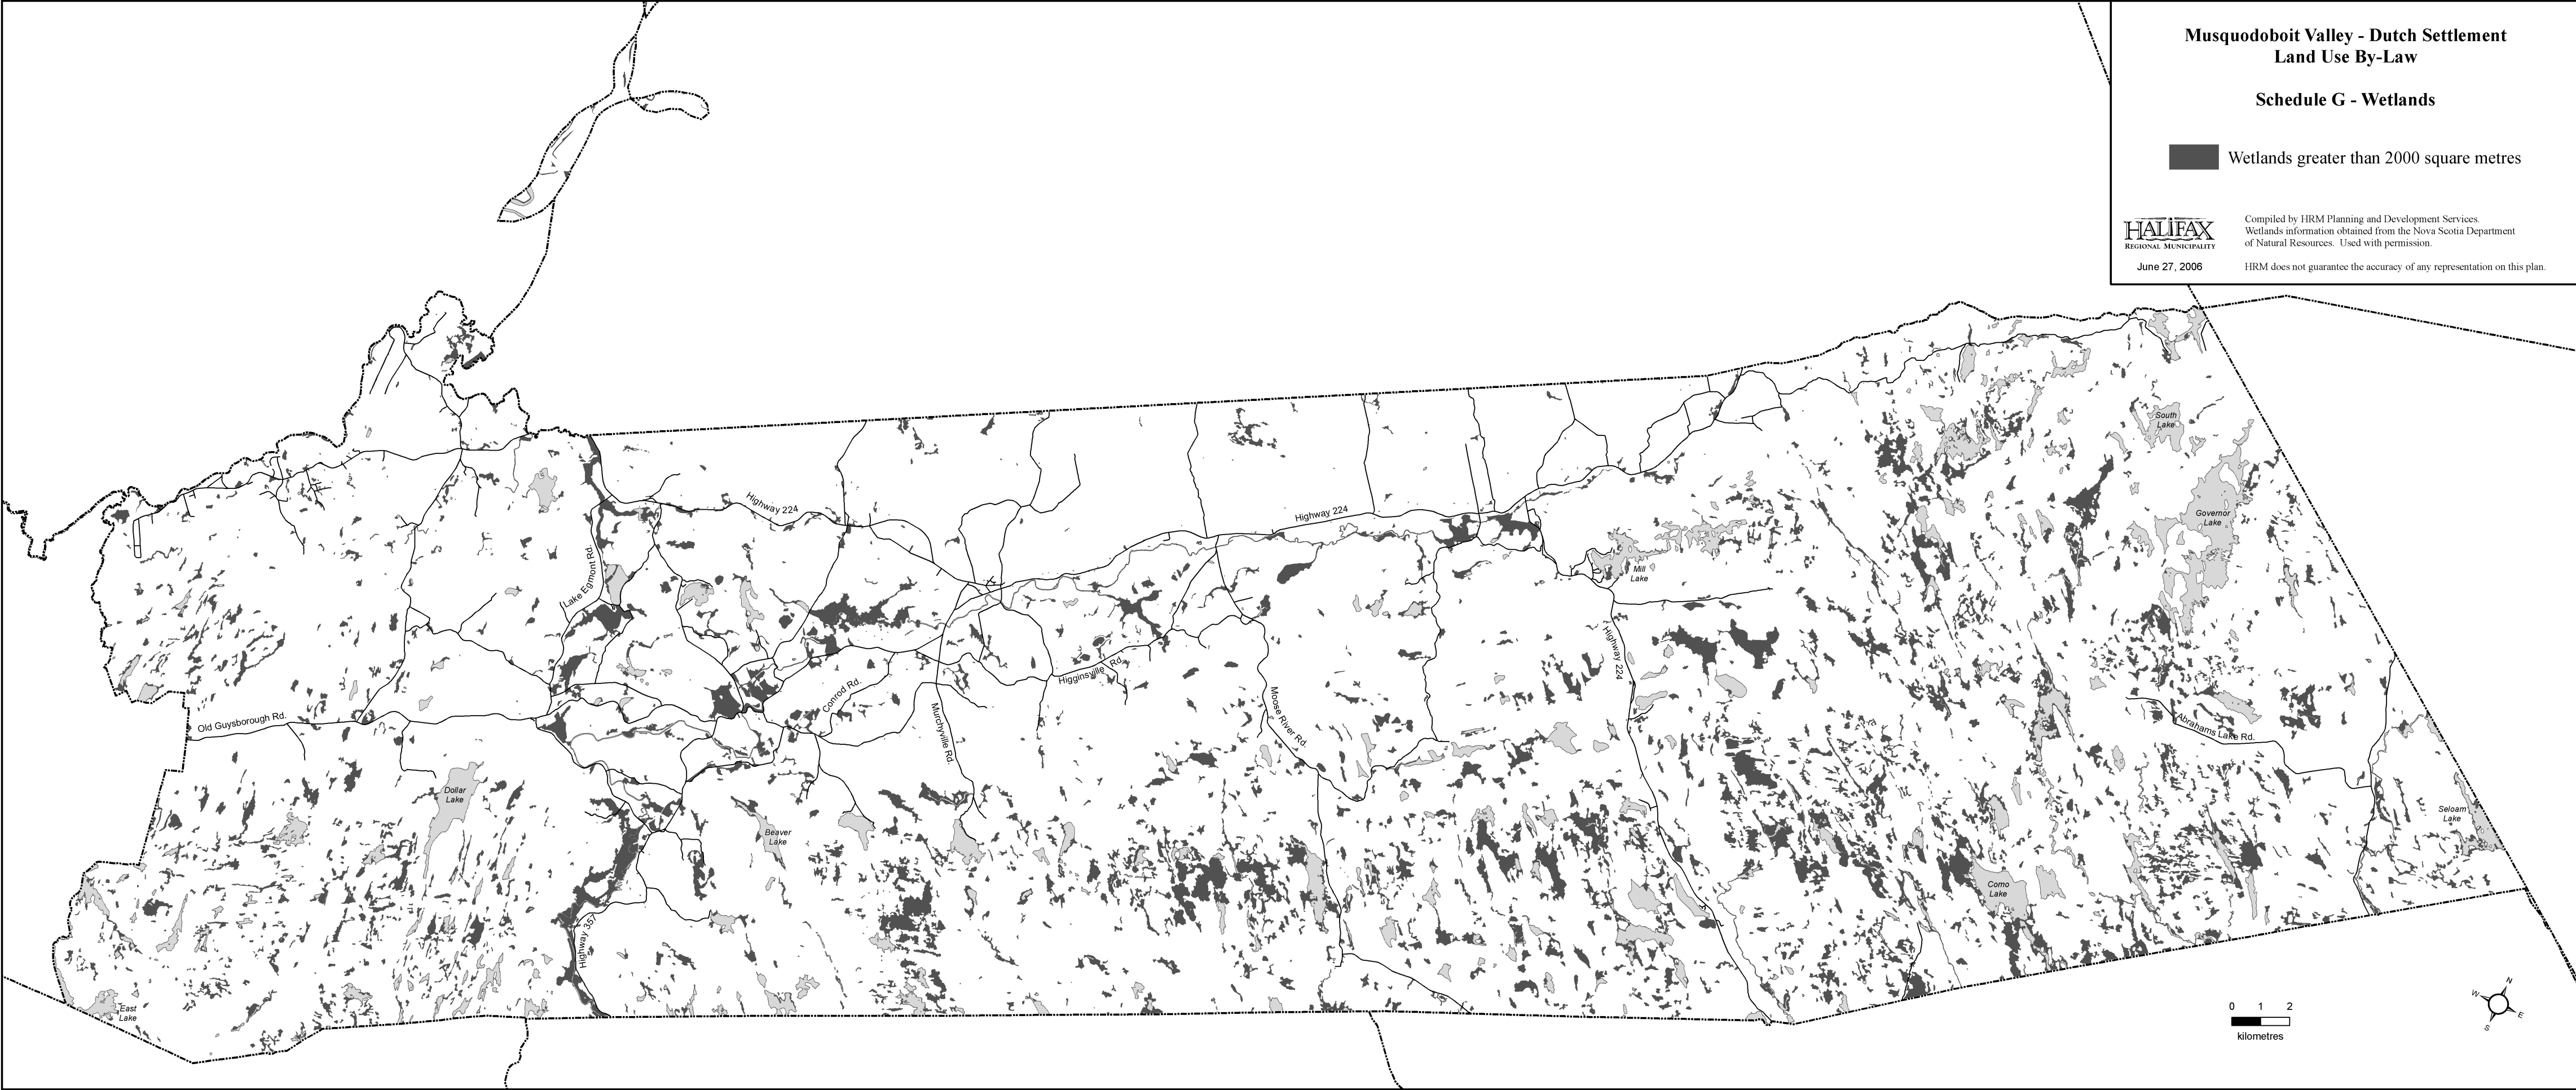 Musquodoboit Valley - Dutch Settlement
Land Use By-Law
Schedule G - Wetlands
Wetlands greater than 2000 square metres
HALIFAX
REGIONAL MUNICIPALITY
June 27, 2006
Compiled by HRM Planning and Development Services.
Wetlands information obtained from the Nova Scotia Department
of Natural Resources.  Used with permission.
HRM does not guarantee the accuracy of any representation on this plan.
South
Lake
Highway 224
Highway 224
Governor
Lake
Lake Egmont Rd.
Mill
Lake
Highway 224
Higginsville Rd.
Conrod Rd.
Old Guysborough Rd.
Murchyville Rd.
Moose River Rd.
Abrahams Lake Rd.
Dollar
Lake
Beaver
Lake
Seloam
Lake
Como
Lake
Highway 357
East
Lake
0 1 2
kilometres
N
W
E
S